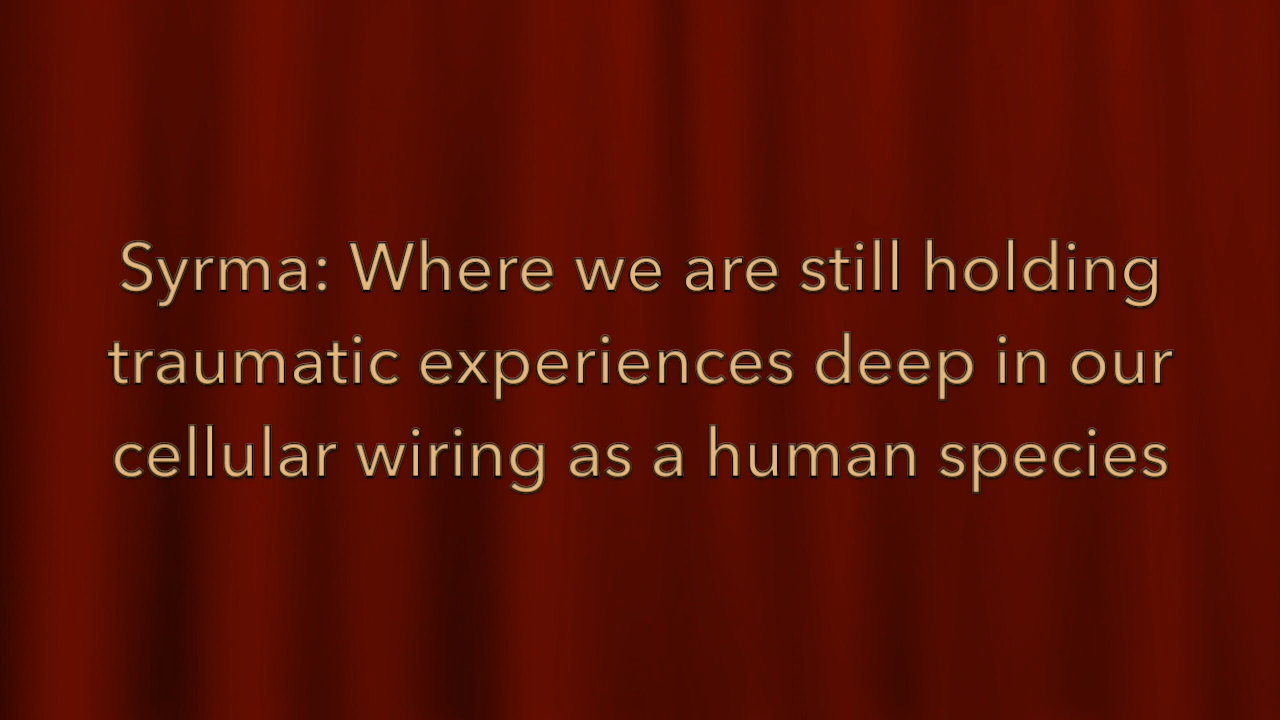 Syrma: Where we are still holding
traumatic experiences deep in our
cellular wiring as a human species